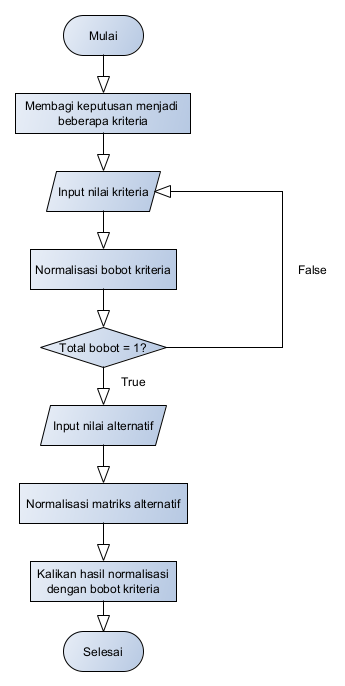 Mulai
Membagi keputusan menjadi
beberapa kriteria
Input nilai kriteria
Normalisasi bobot kriteria
False
Total bobot = 1?
True
Input nilai alternatif
Normalisasi matriks alternatif
Kalikan hasil normalisasi
dengan bobot kriteria
Selesai